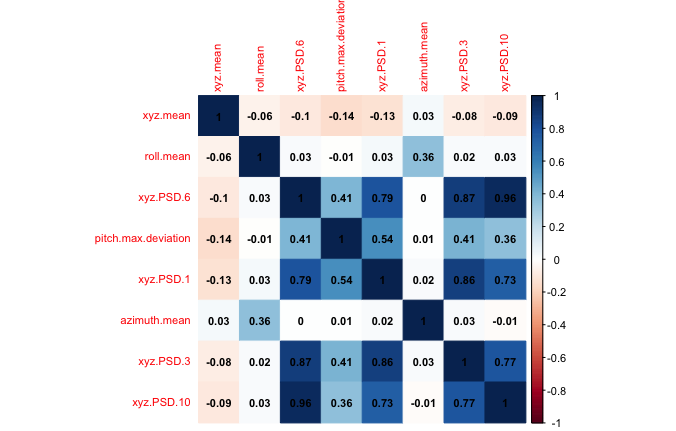 xyz.mean
roll.mean
xyz.PSD.6
pitch.max.deviation
xyz.PSD.1
azimuth.mean
xyz.PSD.3
xyz.PSD.10
xyz.mean 1 -0.06 -0.1 -0.14 -0.13 0.03 -0.08 -0.09
roll.mean -0.06 1 0.03 -0.01 0.03 0.36 0.02 0.03
xyz.PSD.6 -0.1 0.03 1 0.41 0.79 0 0.87 0.96
pitch.max.deviation -0.14 -0.01 0.41 1 0.54 0.01 0.41 0.36
xyz.PSD.1 -0.13 0.03 0.79 0.54 1 0.02 0.86 0.73
azimuth.mean 0.03 0.36 0 0.01 0.02 1 0.03 -0.01
xyz.PSD.3 -0.08 0.02 0.87 0.41 0.86 0.03 1 0.77
xyz.PSD.10 -0.09 0.03 0.96 0.36 0.73 -0.01 0.77 1
1
0.8
0.6
0.4
0.2
0
-0.2
-0.4
-0.6
-0.8
-1